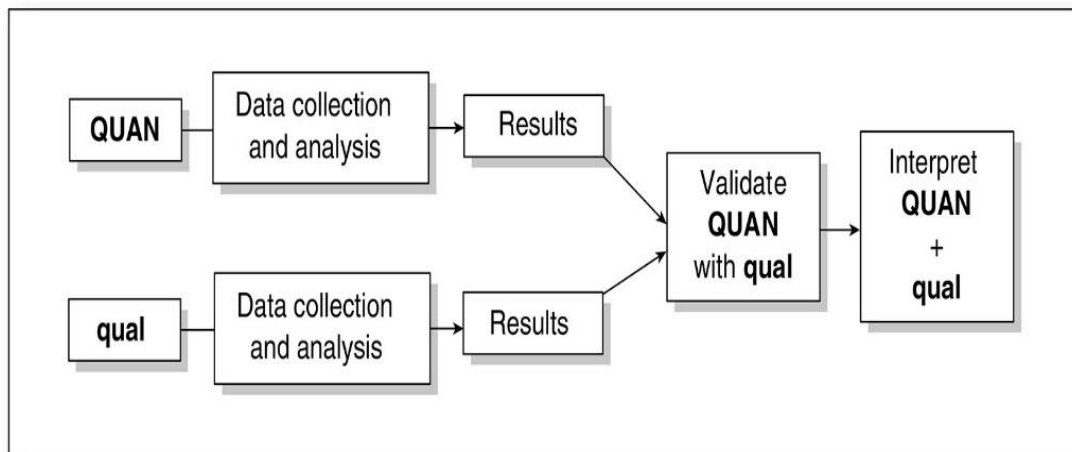 QUAN
Data collection
and analysis
Results
qual
Data collection
and analysis
Results
Validate
QUAN
with qual
Interpret
QUAN
+
qual